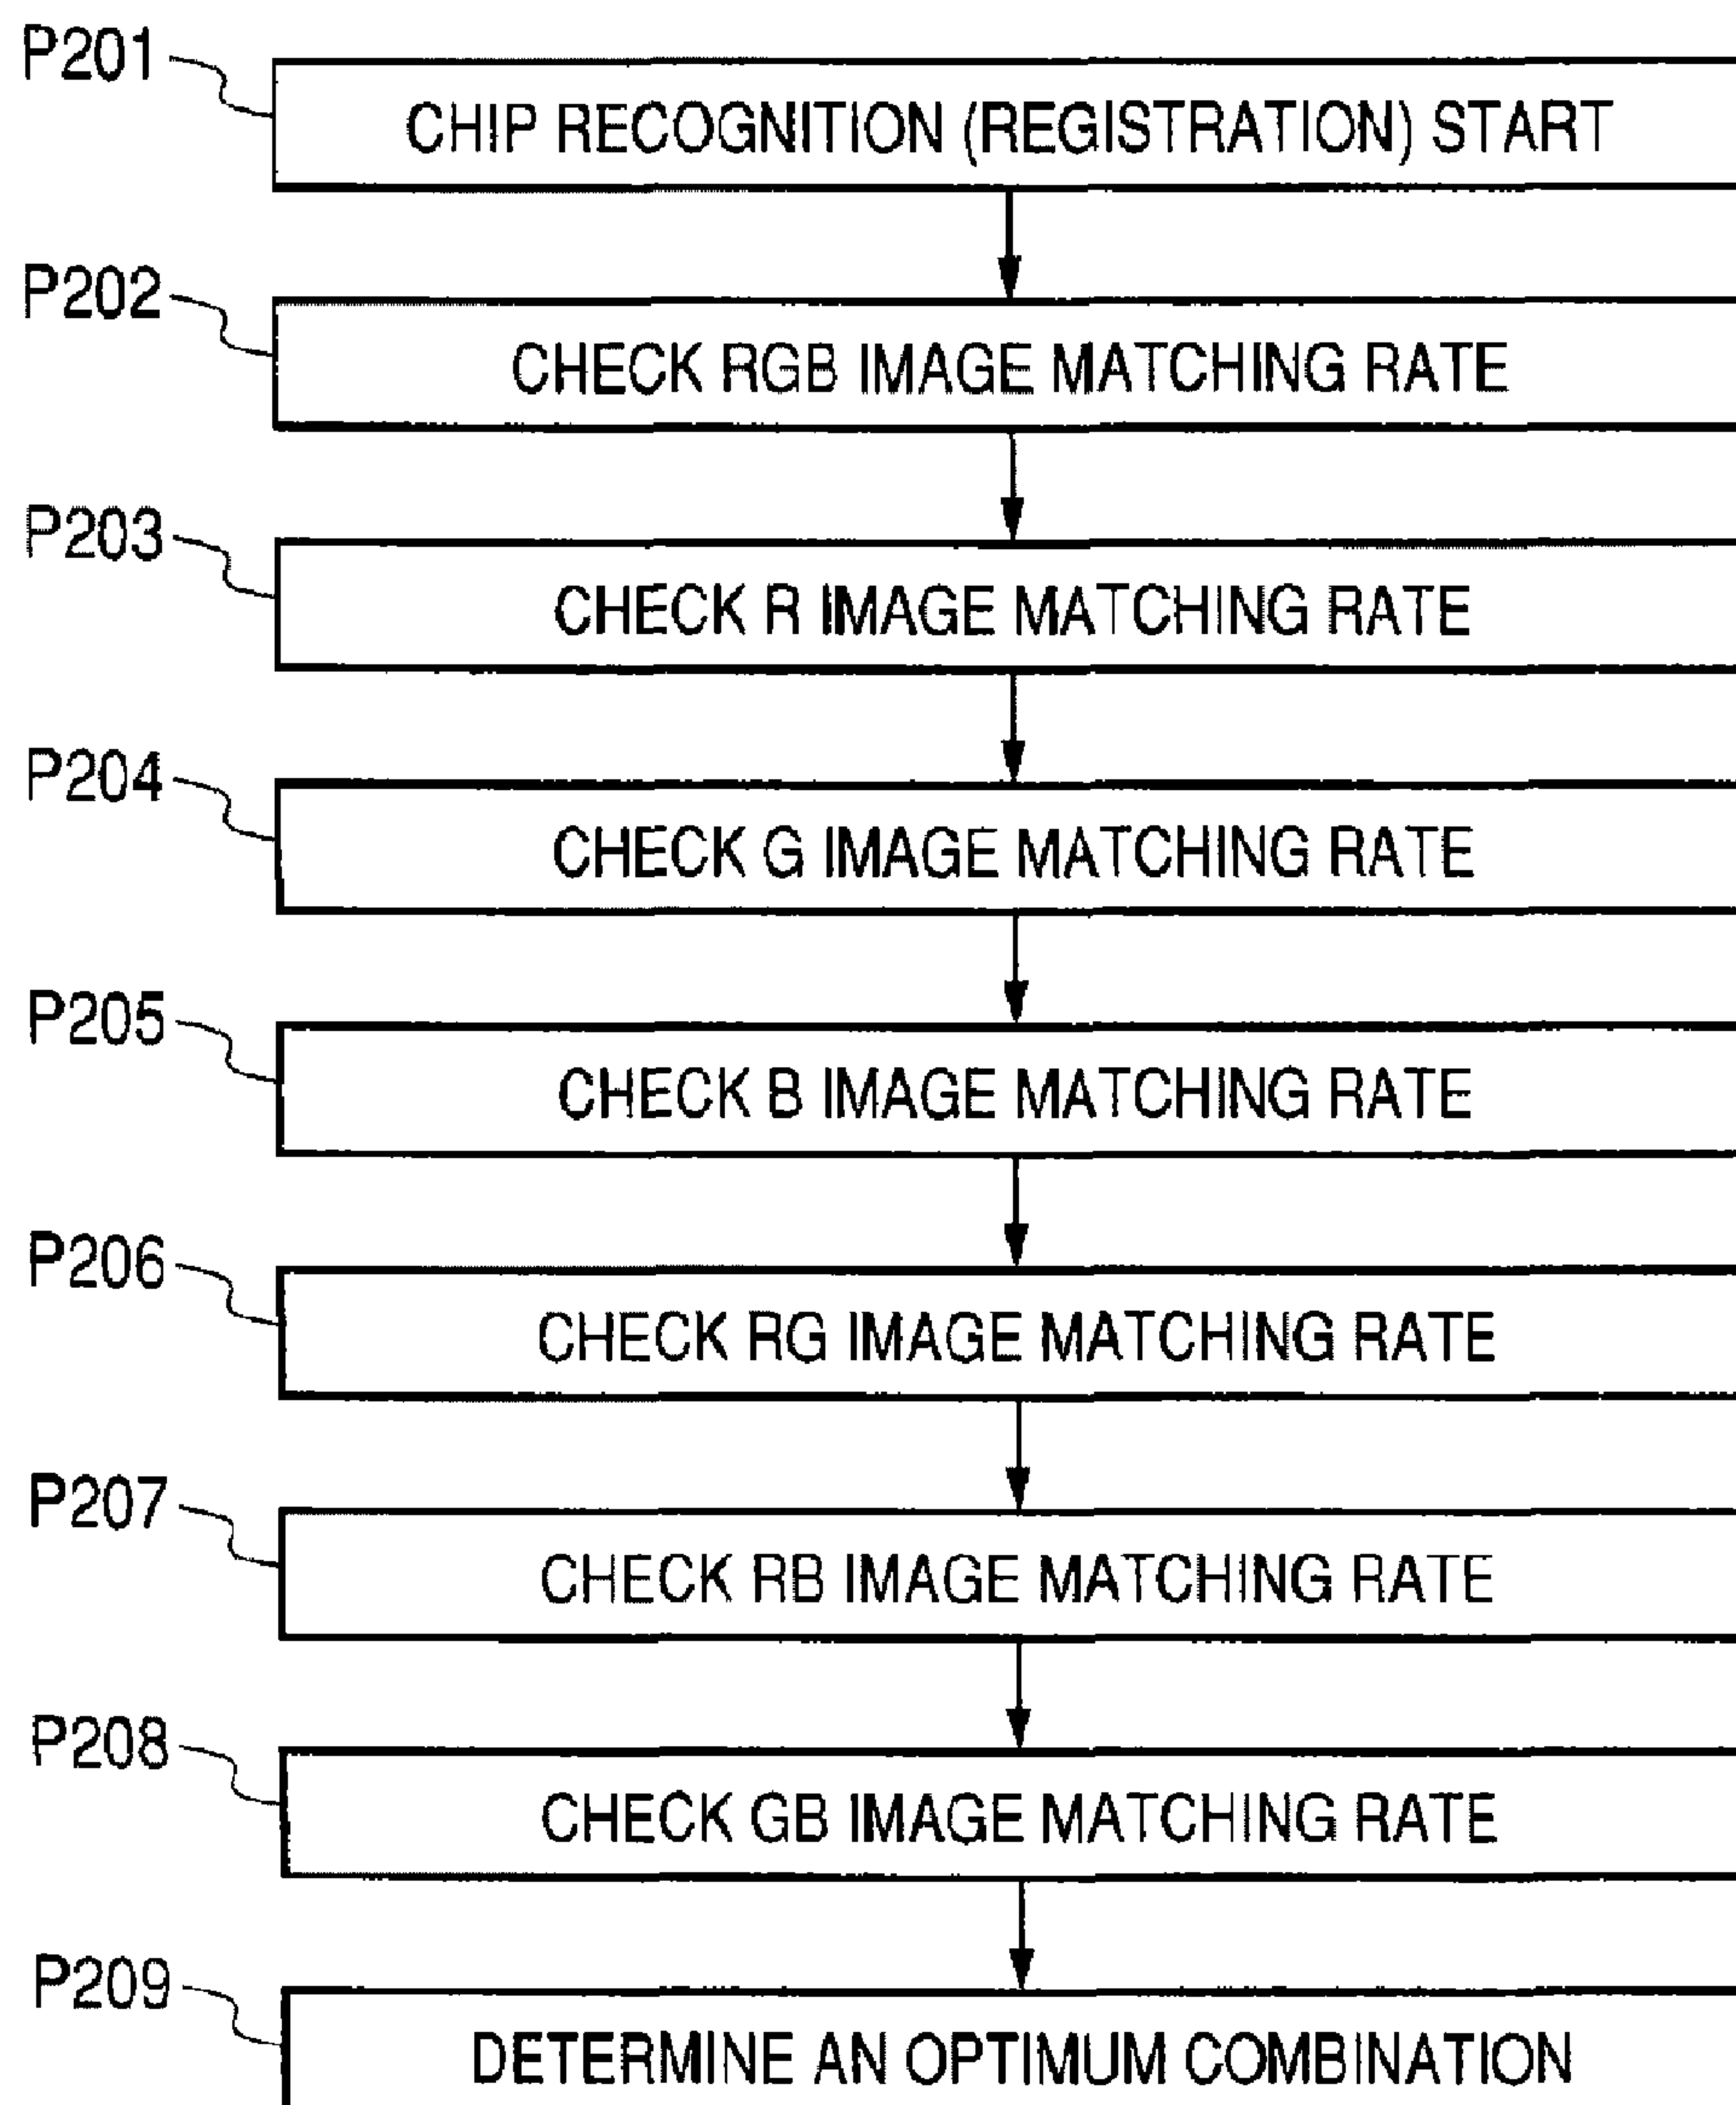 P201
CHIP RECOGNITION (REGISTRATION) START
P202
CHECK RGB IMAGE MATCHING RATE
P203
CHECK R IMAGE MATCHING RATE
P204
CHECK G IMAGE MATCHING RATE
P205
CHECK B IMAGE MATCHING RATE
P206
CHECK RG IMAGE MATCHING RATE
P207
CHECK RB IMAGE MATCHING RATE
P208
CHECK GB IMAGE MATCHING RATE
P209
DETERMINE AN OPTIMUM COMBINATION